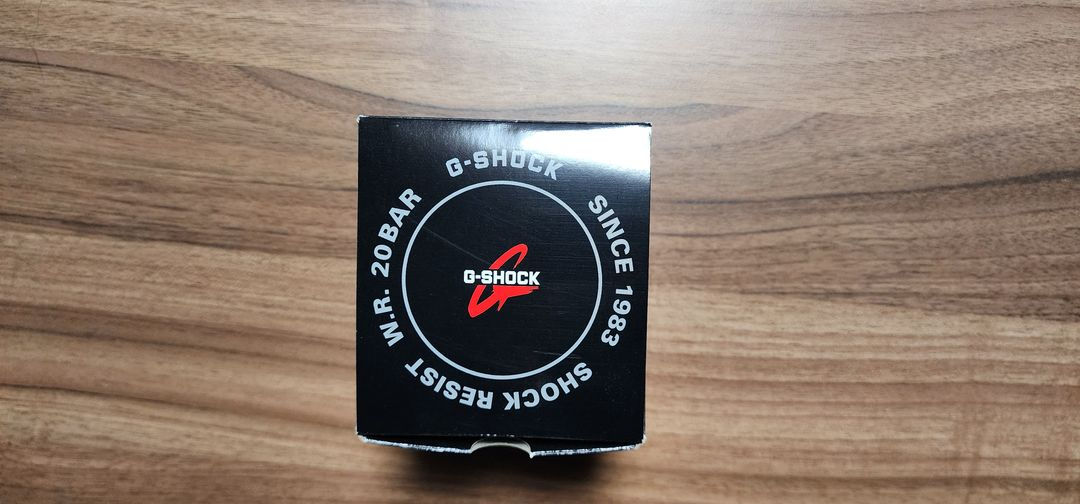 G-SHOCK
SINCE 1983
SHOCK RESIST
W.R. 20BAR
G-SHOCK